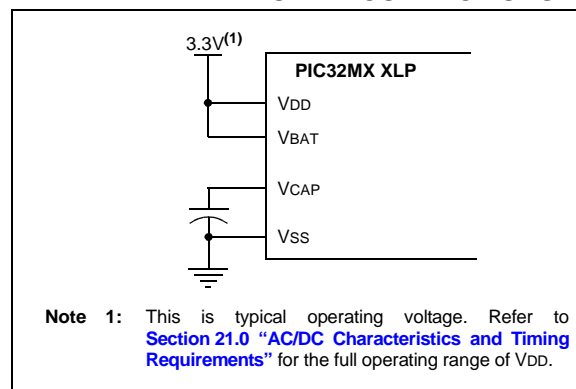 3.3V(1)
PIC32MX XLP
VDD
VBAT
VCAP
VSS
Note 1: This is typical operating voltage. Refer to
Section 21.0 “AC/DC Characteristics and Timing
Requirements” for the full operating range of VDD.